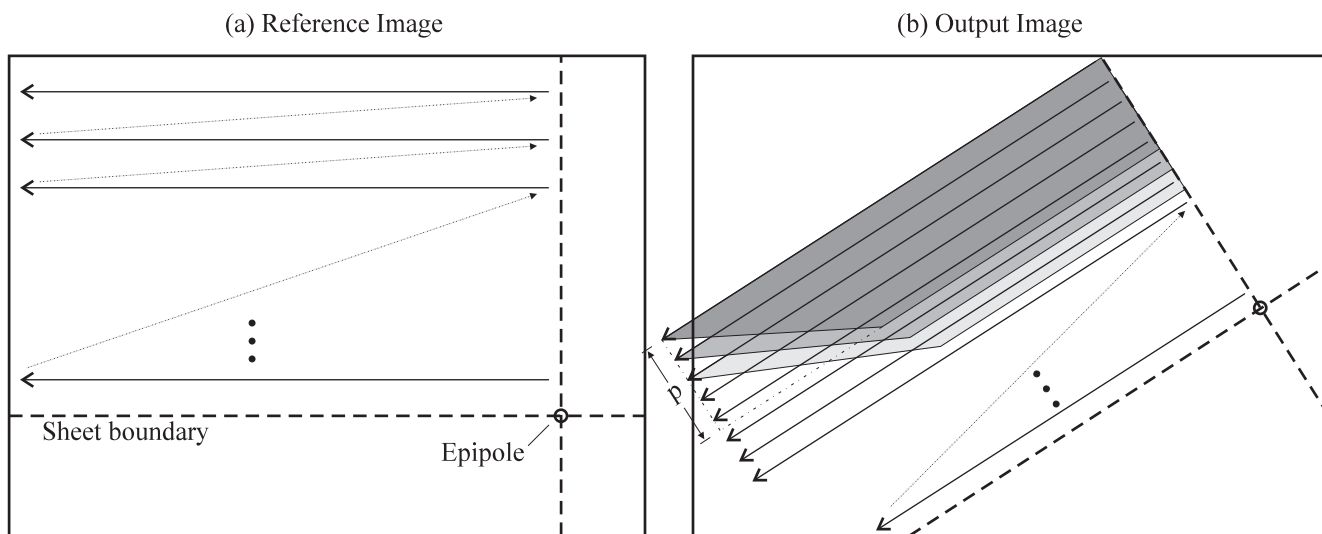 (a) Reference Image
(b) Output Image
p
Sheet boundary
Epipole